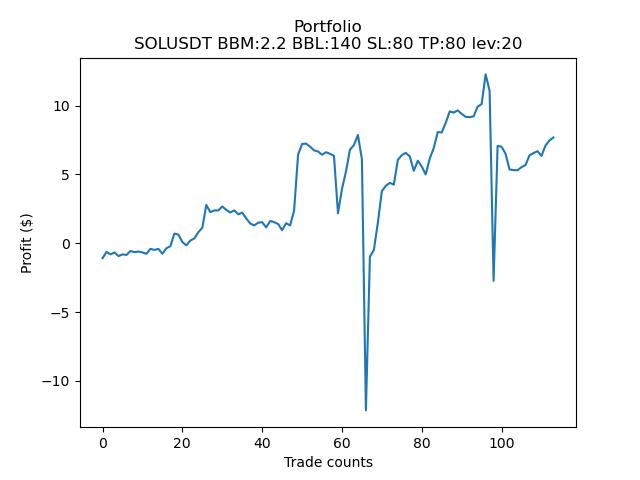 Portfolio
SOLUSDT BBM:2.2 BBL:140 SL:80 TP:80 lev:20
10
5
0
−5
−10
Profit ($)
0 20 40 60 80 100
Trade counts